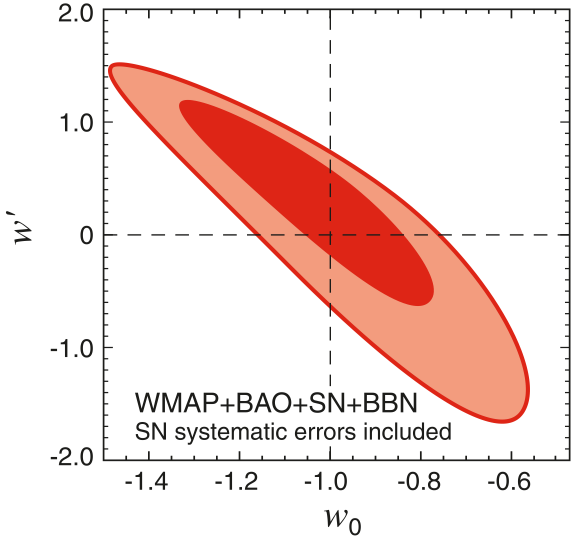 2.0
1.0
0
-1.0
-2.0
w′
WMAP+BAO+SN+BBN
SN systematic errors included
-1.4 -1.2 -1.0 -0.8 -0.6
w₀